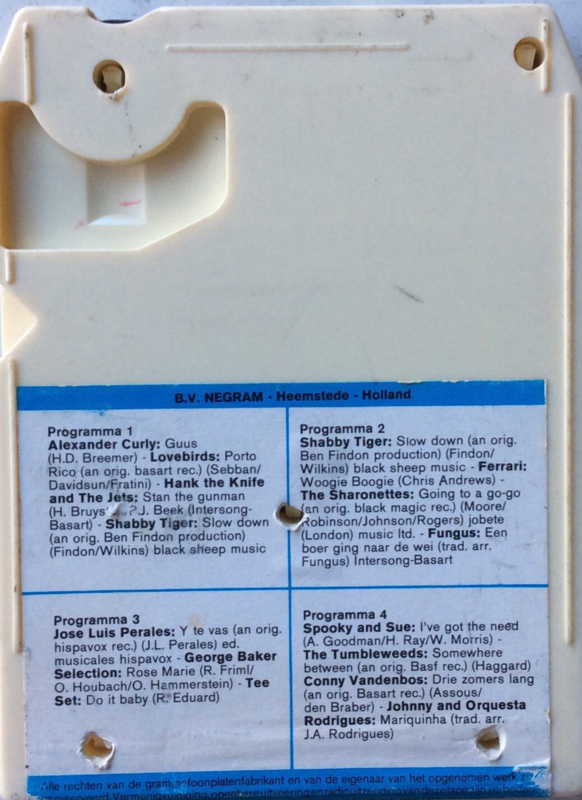 B.V. NEGRAM - Heemstede - Holland
Programma 1
Alexander Curly: Guus
(H.D. Breemer) - Lovebirds: Porto
Rico (an orig. basart rec.) (Sebban/
Davidsun/Fratini) - Hank the Knife
and The Jets: Stan the gunman
(H. Bruys P.J. Beek (Intersong-
Basart) - Shabby Tiger: Slow down
(an orig. Ben Findon production)
(Findon/Wilkins) black sheep music
Programma 2
Shabby Tiger: Slow down (an orig.
Ben Findon production) (Findon/
Wilkins) black sheep music - Ferrari:
Woogie Boogie (Chris Andrews) -
The Sharonettes: Going to a go-go
(an orig. black magic rec.) (Moore/
Robinson/Johnson/Rogers) jobete
(London) music ltd. - Fungus: Een
boer ging naar de wei (trad. arr.
Fungus) Intersong-Basart
Programma 3
Jose Luis Perales: Y te vas (an orig.
hispavox rec.) (J.L. Perales) ed.
musicales hispavox - George Baker
Selection: Rose Marie (R. Friml/
O. Houbach/O. Hammerstein) - Tee
Set: Do it baby (R. Eduard)
Programma 4
Spooky and Sue: I've got the need
(A. Goodman/H. Ray/W. Morris) -
The Tumbleweeds: Somewhere
between (an orig. Basf rec.) (Haggard)
Conny Vandenbos: Drie zomers lang
(an orig. Basart rec.) (Assous/
den Braber) - Johnny and Orquesta
Rodrigues: Mariquinha (trad. arr.
J.A. Rodrigues)
Alle rechten van de grammofoonplatenfabrikant en van de eigenaar van het opgenomen werk zijn